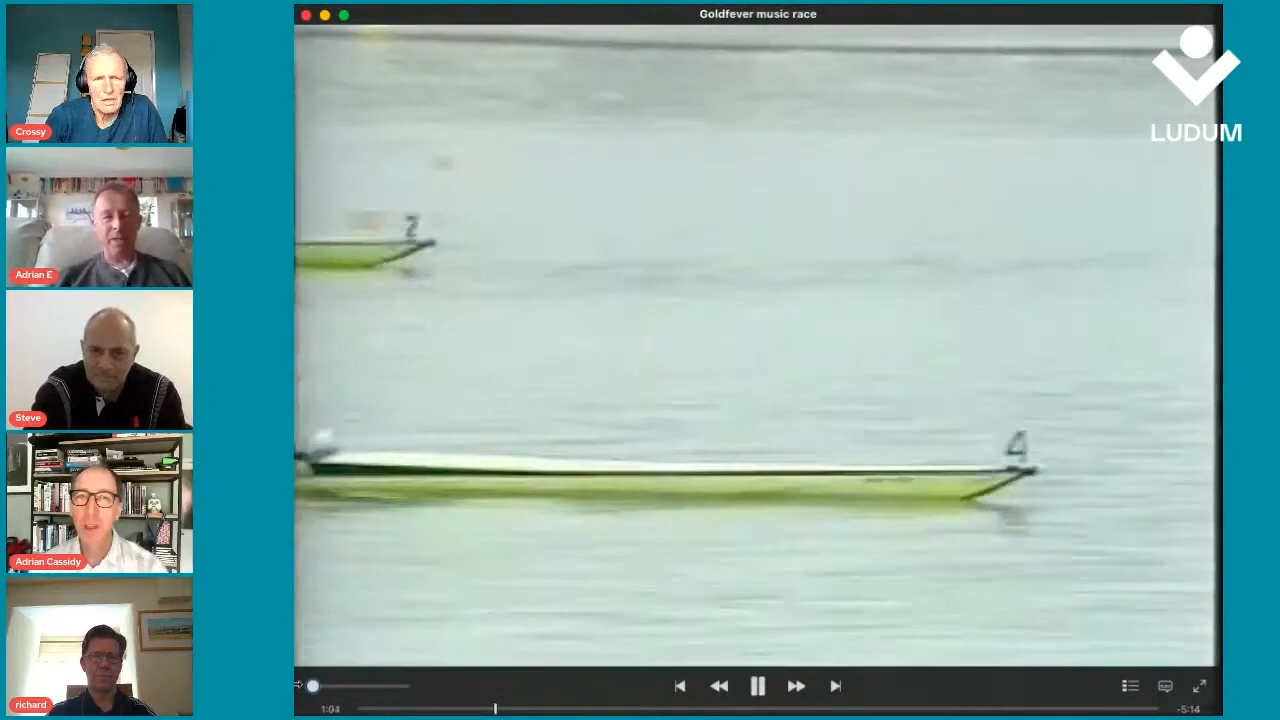 Goldfever music race
LUDUM
Crossy
Adrian E
Steve
Adrian Cassidy
richard
2
4
1:04
-5:14